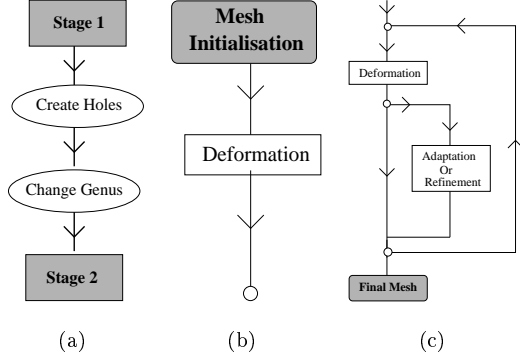 Stage 1
Create Holes
Change Genus
Stage 2
(a)
Mesh
Initialisation
Deformation
(b)
Deformation
Adaptation
Or
Refinement
Final Mesh
(c)